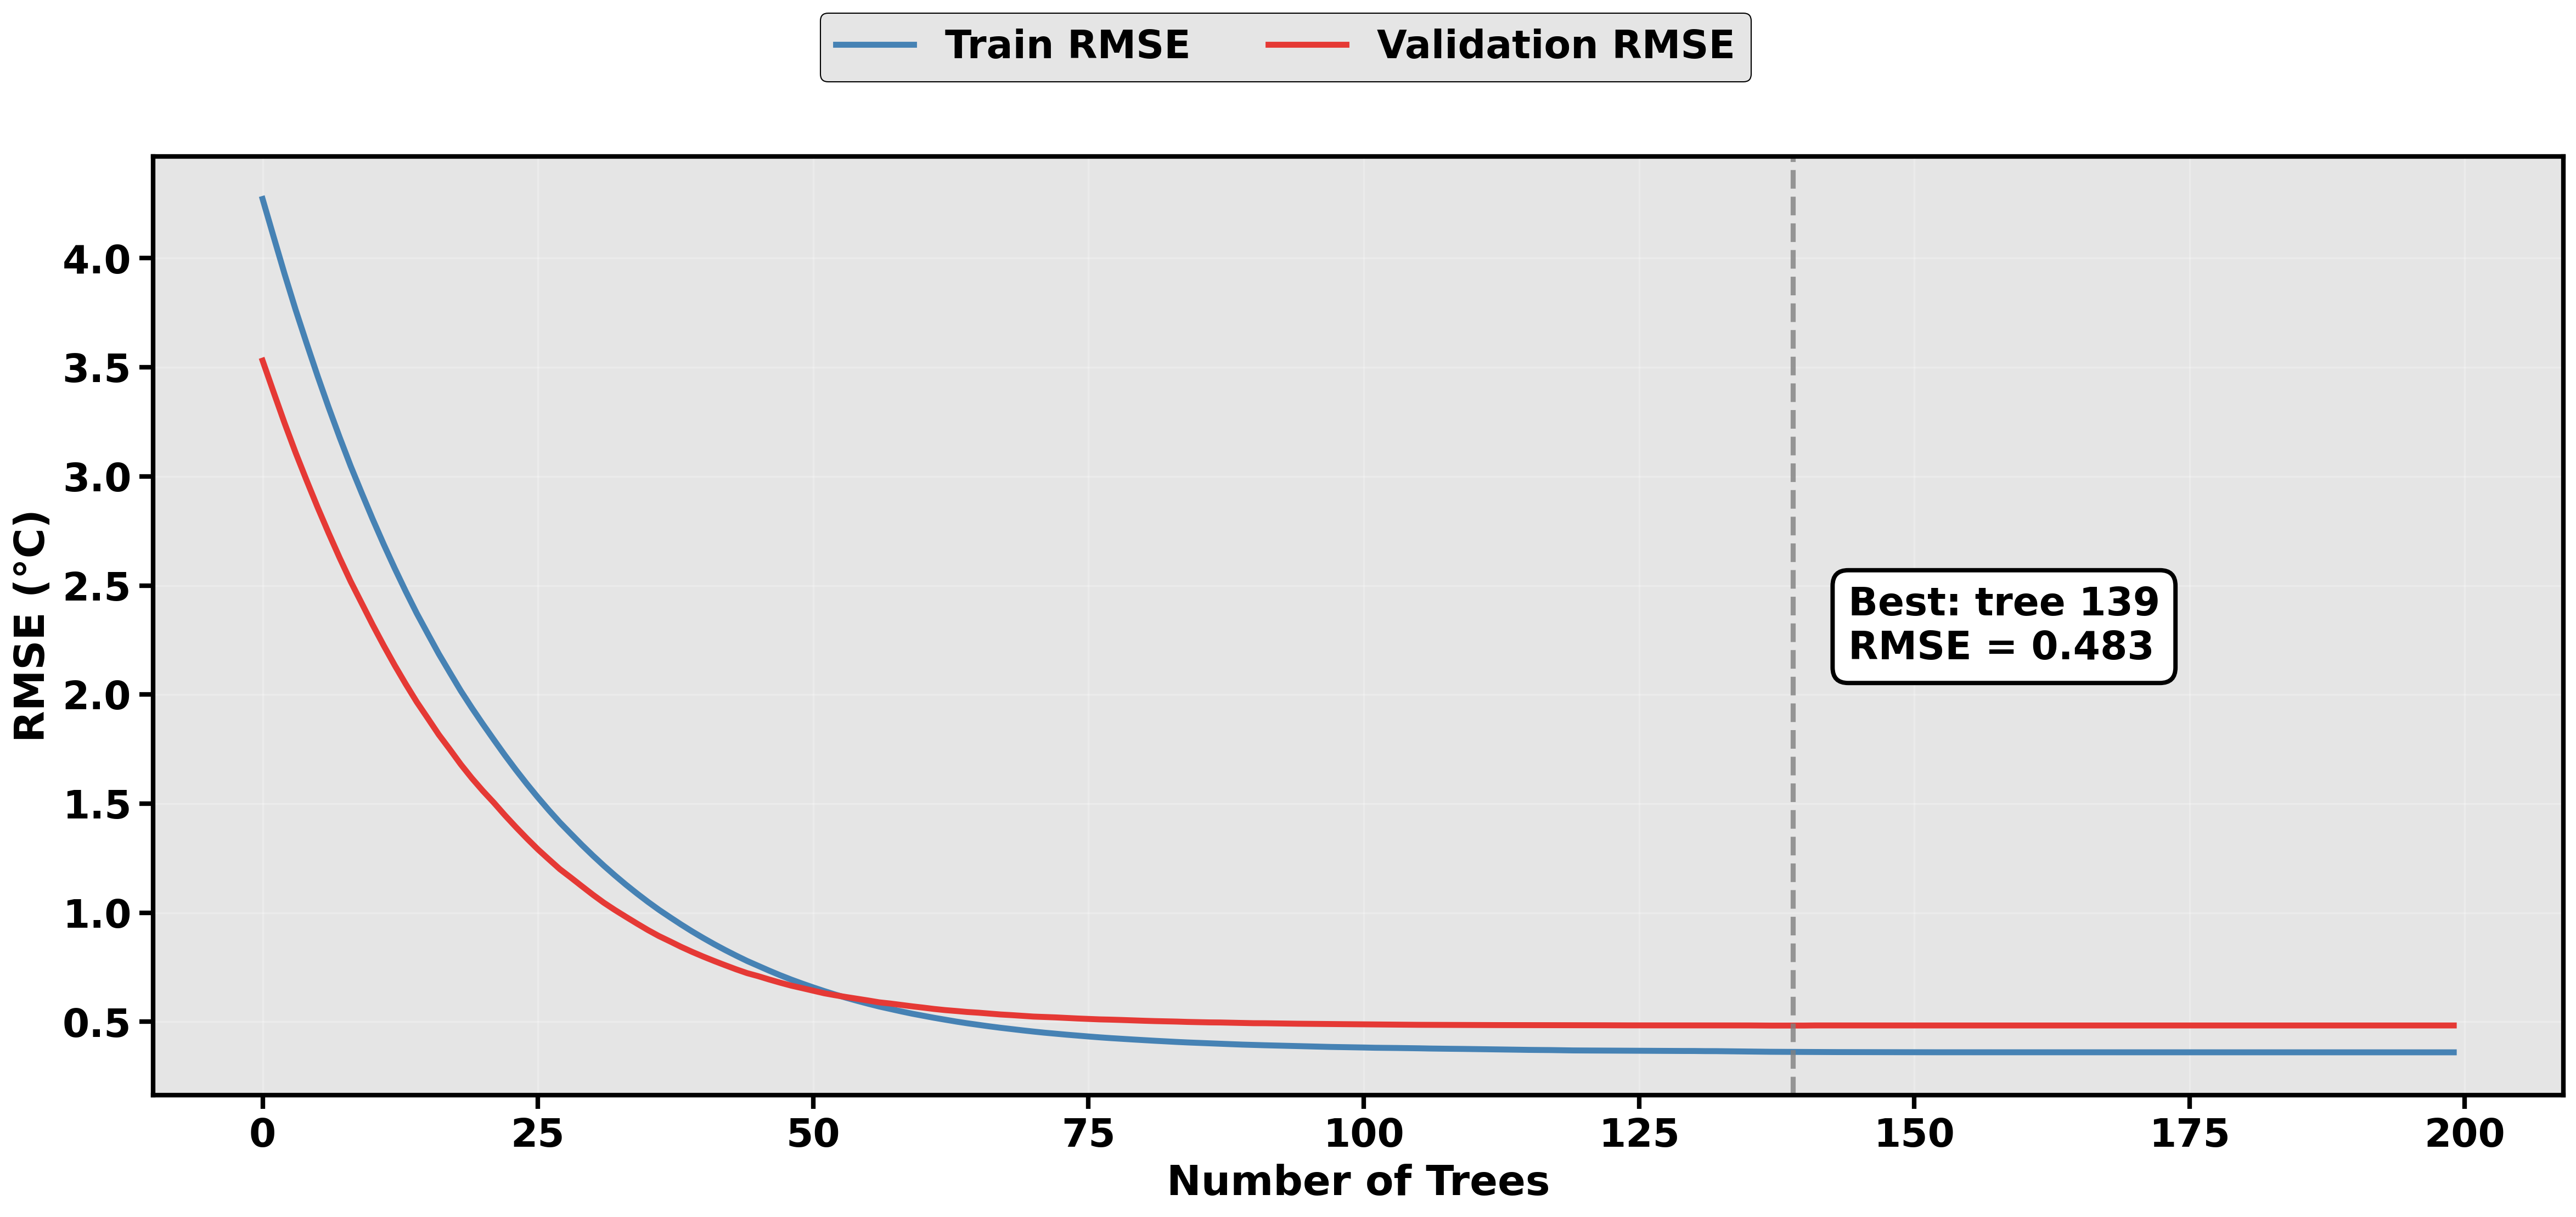 Train RMSE
Validation RMSE
4.0
3.5
3.0
2.5
2.0
1.5
1.0
0.5
RMSE (°C)
Best: tree 139
RMSE = 0.483
0 25 50 75 100 125 150 175 200
Number of Trees